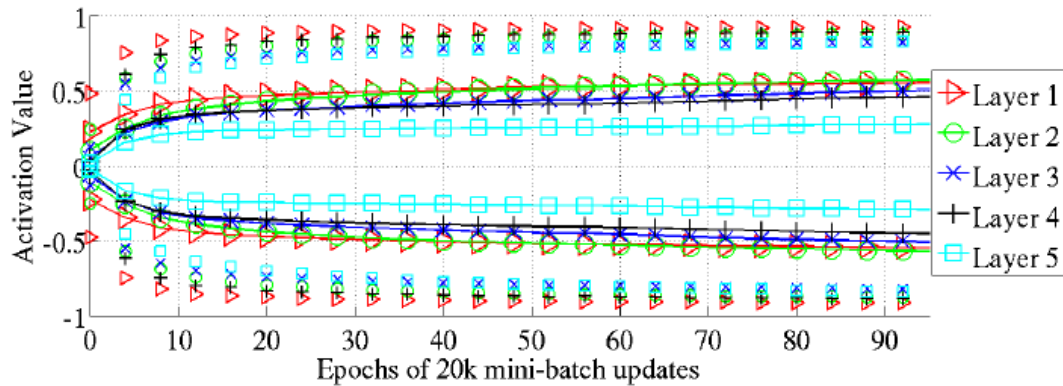 1
0.5
0
-0.5
-1
Activation Value
0 10 20 30 40 50 60 70 80 90
Epochs of 20k mini-batch updates
Layer 1
Layer 2
Layer 3
Layer 4
Layer 5